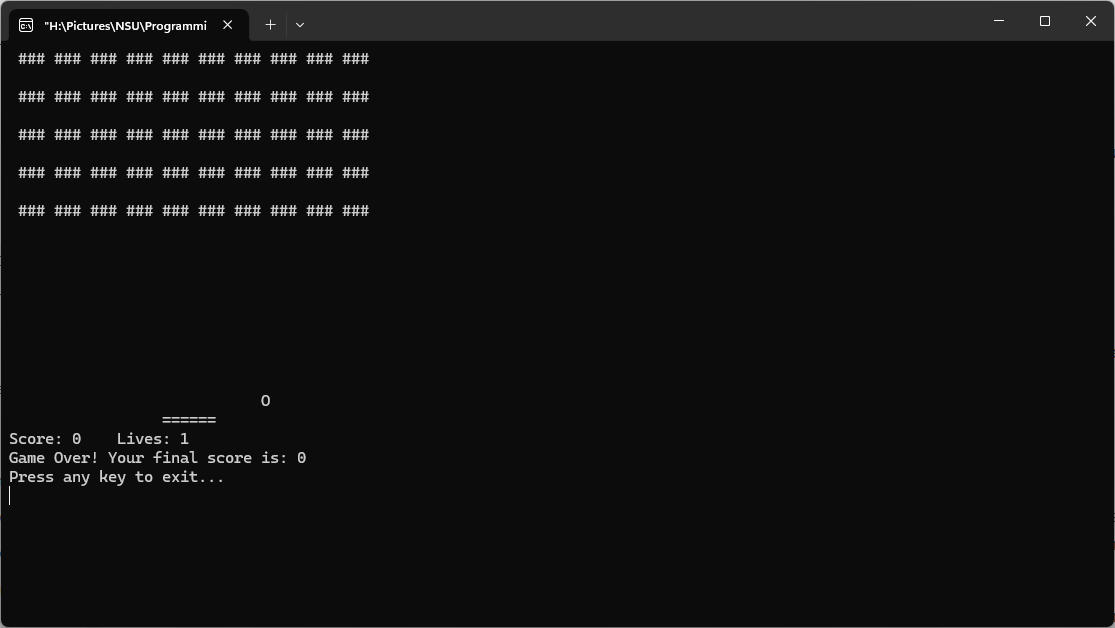 "H:\Pictures\NSU\Programmi
### ### ### ### ### ### ### ### ### ###
### ### ### ### ### ### ### ### ### ###
### ### ### ### ### ### ### ### ### ###
### ### ### ### ### ### ### ### ### ###
### ### ### ### ### ### ### ### ### ###
O
======
Score: 0    Lives: 1
Game Over! Your final score is: 0
Press any key to exit...